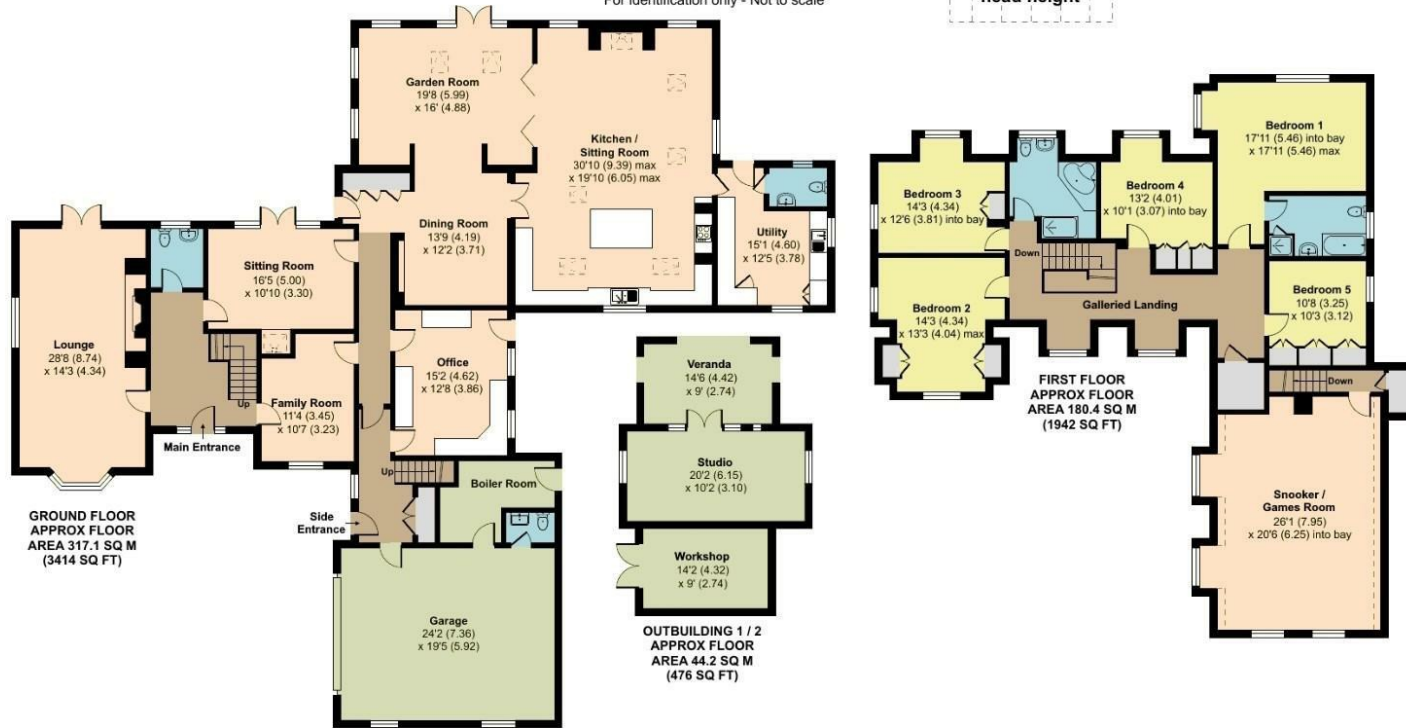 For identification only - Not to scale
head height
Garden Room
19'8 (5.99)
x 16' (4.88)
Kitchen /
Sitting Room
30'10 (9.39) max
x 19'10 (6.05) max
Dining Room
13'9 (4.19)
x 12'2 (3.71)
Utility
15'1 (4.60)
x 12'5 (3.78)
Sitting Room
16'5 (5.00)
x 10'10 (3.30)
Lounge
28'8 (8.74)
x 14'3 (4.34)
Up
Family Room
11'4 (3.45)
x 10'7 (3.23)
Main Entrance
Office
15'2 (4.62)
x 12'8 (3.86)
Up
Boiler Room
Side
Entrance
Garage
24'2 (7.36)
x 19'5 (5.92)
GROUND FLOOR
APPROX FLOOR
AREA 317.1 SQ M
(3414 SQ FT)
Veranda
14'6 (4.42)
x 9' (2.74)
Studio
20'2 (6.15)
x 10'2 (3.10)
Workshop
14'2 (4.32)
x 9' (2.74)
OUTBUILDING 1 / 2
APPROX FLOOR
AREA 44.2 SQ M
(476 SQ FT)
Bedroom 1
17'11 (5.46) into bay
x 17'11 (5.46) max
Bedroom 3
14'3 (4.34)
x 12'6 (3.81) into bay
Bedroom 4
13'2 (4.01)
x 10'1 (3.07) into bay
Down
Galleried Landing
Bedroom 2
14'3 (4.34)
x 13'3 (4.04) max
Bedroom 5
10'8 (3.25)
x 10'3 (3.12)
FIRST FLOOR
APPROX FLOOR
AREA 180.4 SQ M
(1942 SQ FT)
Down
Snooker /
Games Room
26'1 (7.95)
x 20'6 (6.25) into bay